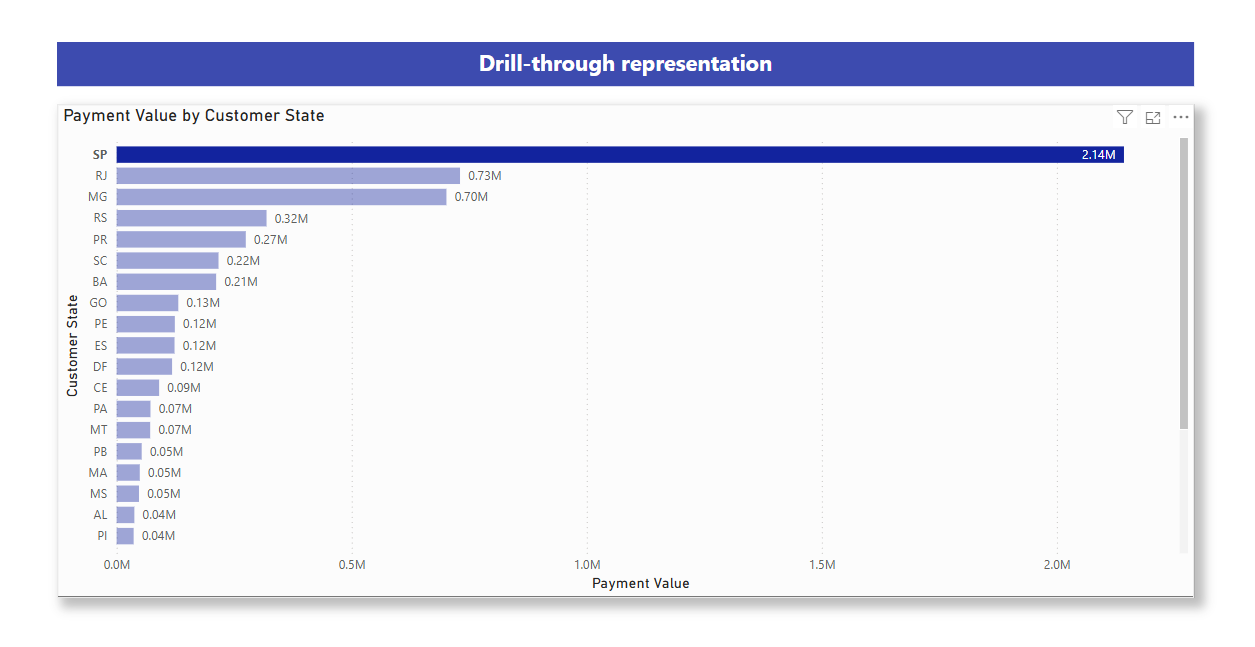 Drill-through representation
Payment Value by Customer State
Customer State
SP 2.14M
RJ 0.73M
MG 0.70M
RS 0.32M
PR 0.27M
SC 0.22M
BA 0.21M
GO 0.13M
PE 0.12M
ES 0.12M
DF 0.12M
CE 0.09M
PA 0.07M
MT 0.07M
PB 0.05M
MA 0.05M
MS 0.05M
AL 0.04M
PI 0.04M
0.0M 0.5M 1.0M 1.5M 2.0M
Payment Value